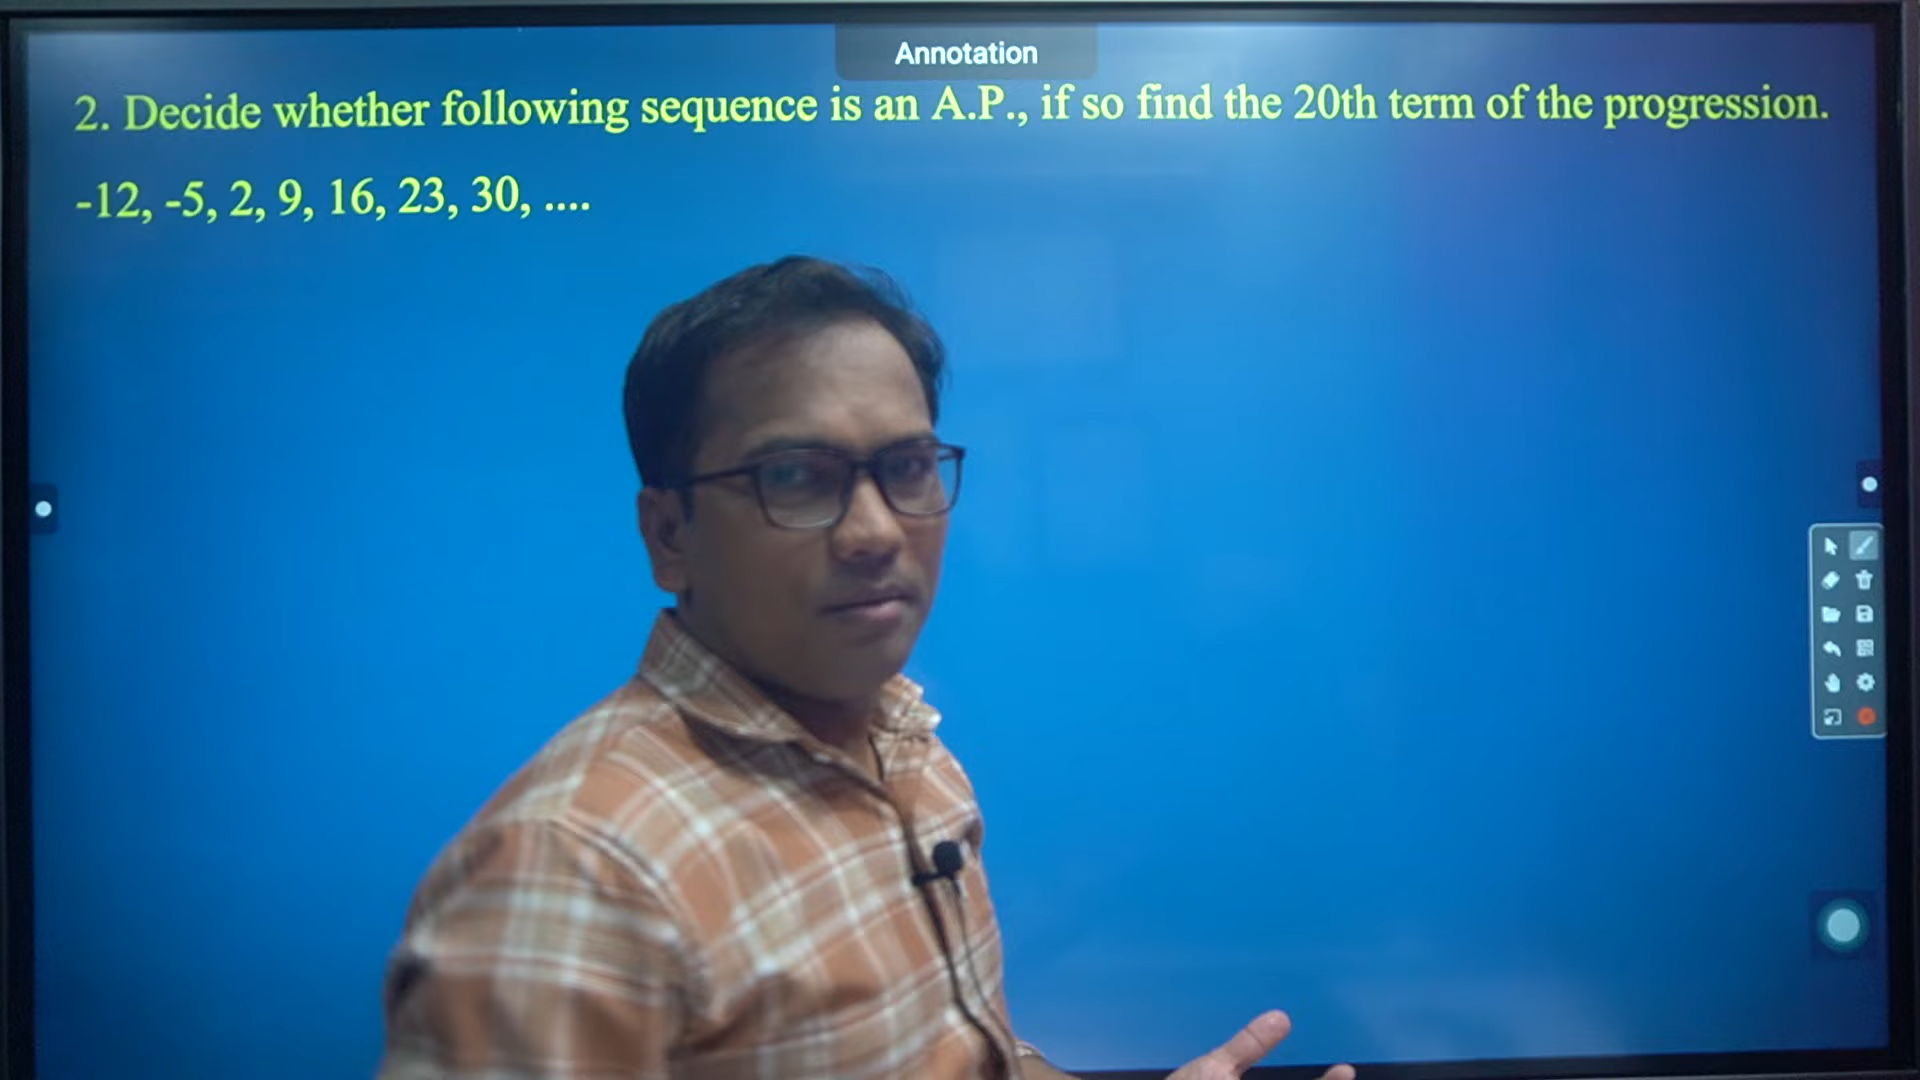 Annotation
2. Decide whether following sequence is an A.P., if so find the 20th term of the progression.
-12, -5, 2, 9, 16, 23, 30, ....